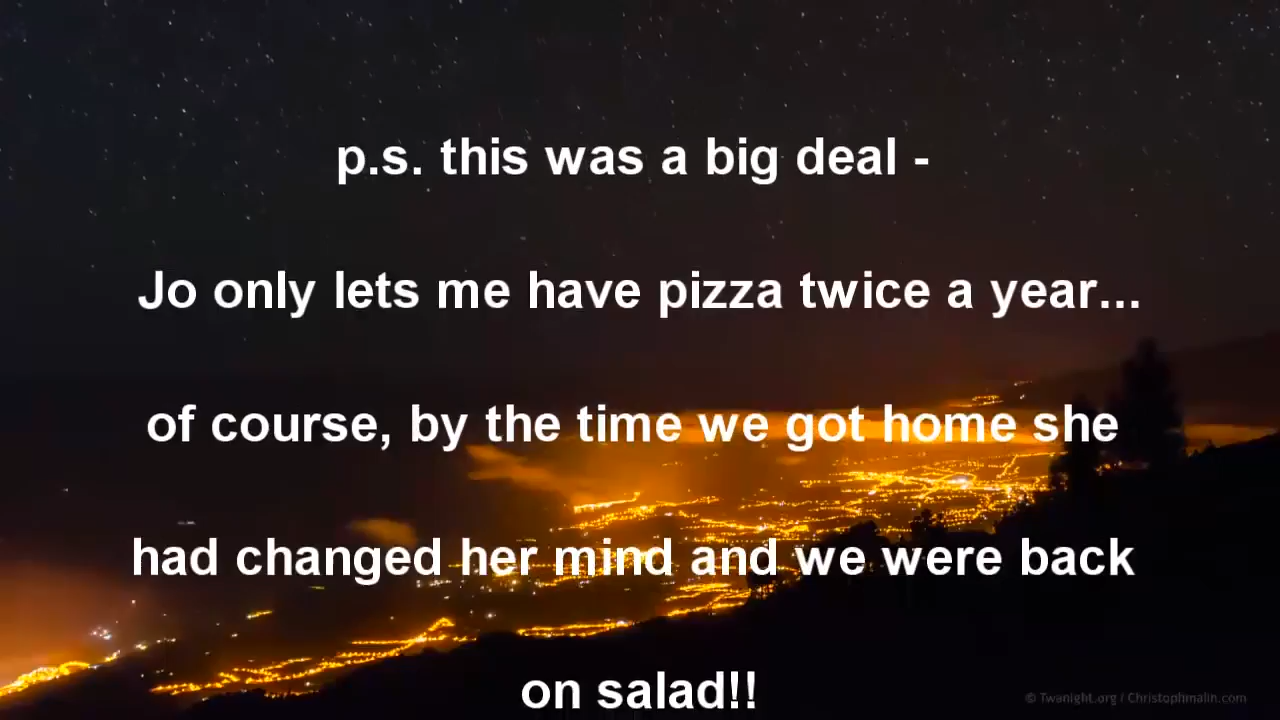 p.s. this was a big deal -
Jo only lets me have pizza twice a year...
of course, by the time we got home she
had changed her mind and we were back
on salad!!
© Twanight.org / Christophmalin.com